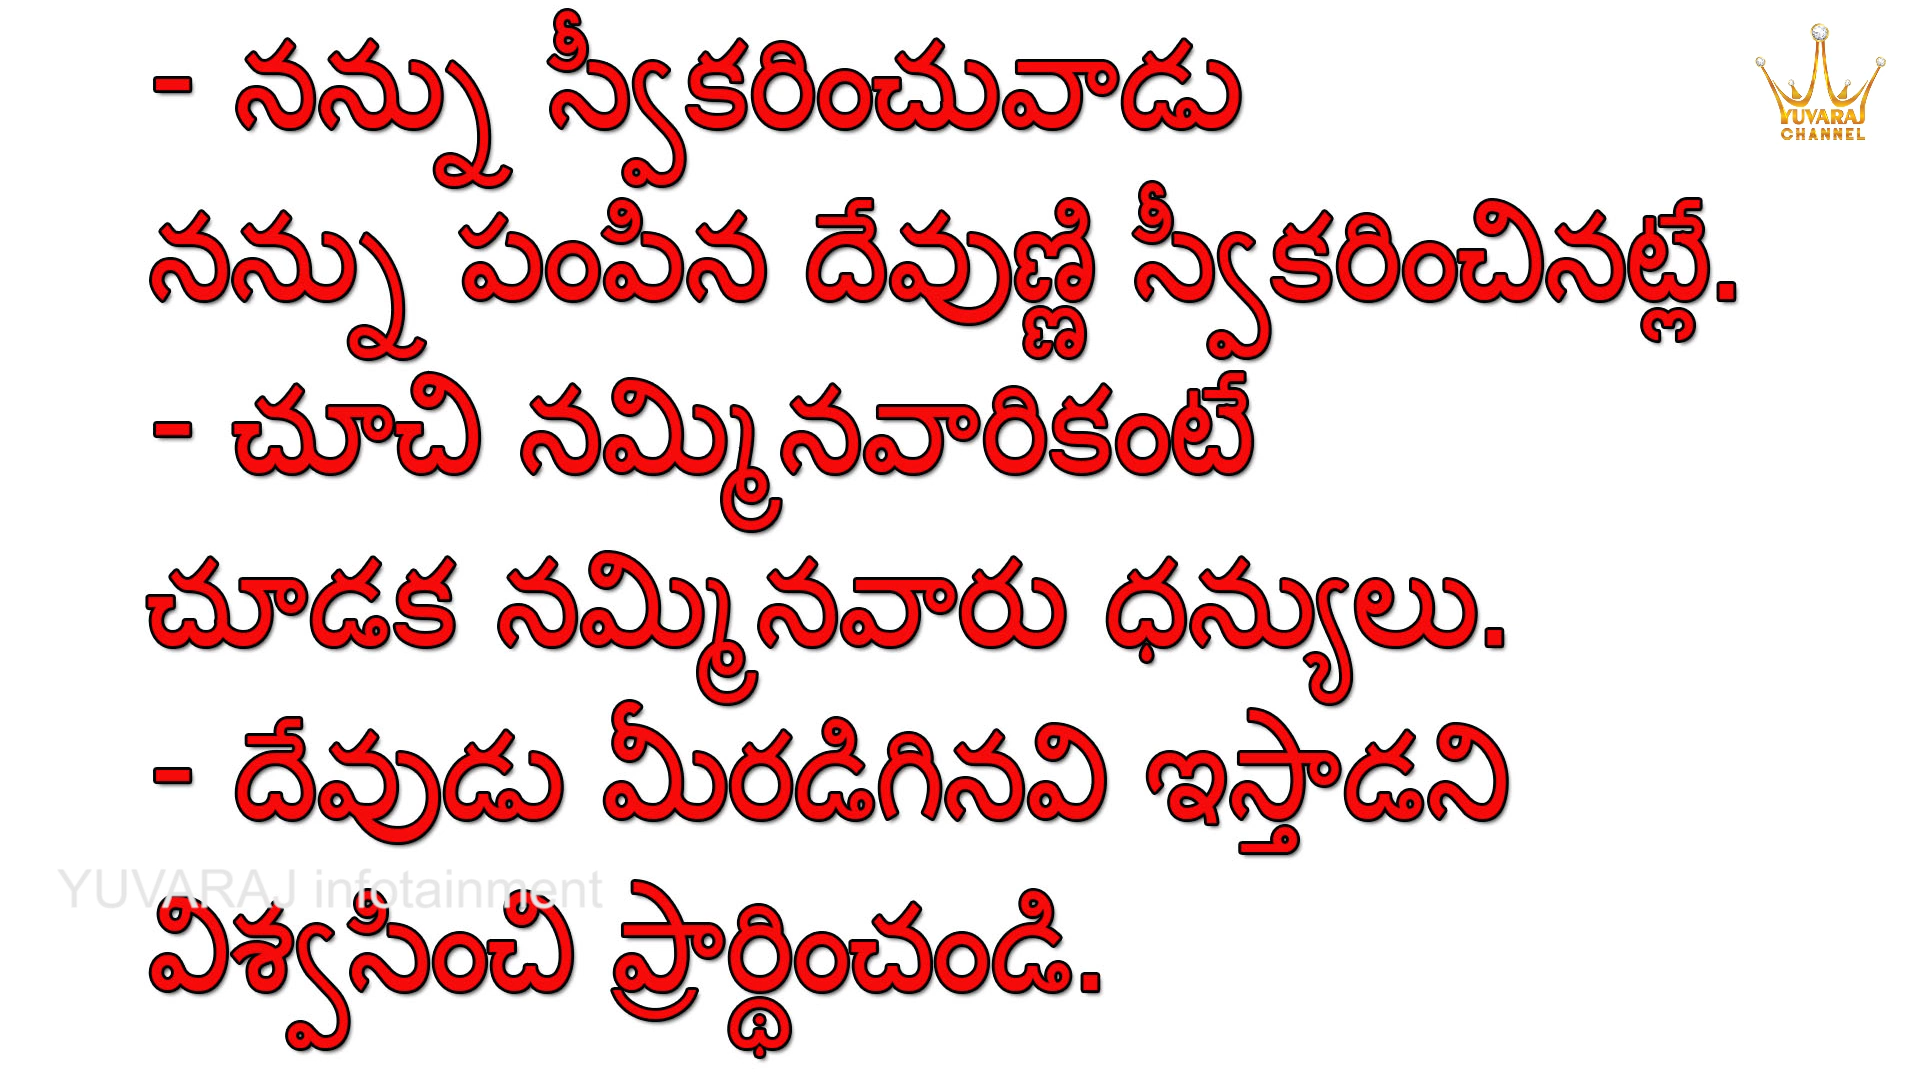 - నన్ను స్వీకరించువాడు
YUVARAJ
CHANNEL
నన్ను పంపిన దేవుణ్ణి స్వీకరించినట్లే.
- చూచి నమ్మినవారికంటే
చూడక నమ్మినవారు ధన్యులు.
- దేవుడు మీరడిగినవి ఇస్తాడని
YUVARAJ infotainment
విశ్వసించి ప్రార్థించండి.